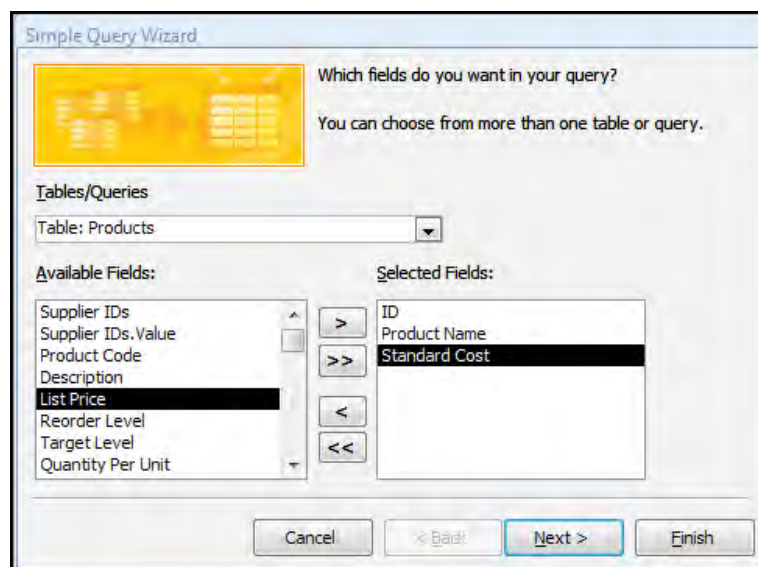 Simple Query Wizard
Which fields do you want in your query?
You can choose from more than one table or query.
Tables/Queries
Table: Products
Available Fields:
Selected Fields:
Supplier IDs
Supplier IDs.Value
Product Code
Description
List Price
Reorder Level
Target Level
Quantity Per Unit
>
>>
<
<<
ID
Product Name
Standard Cost
Cancel
< Back
Next >
Finish